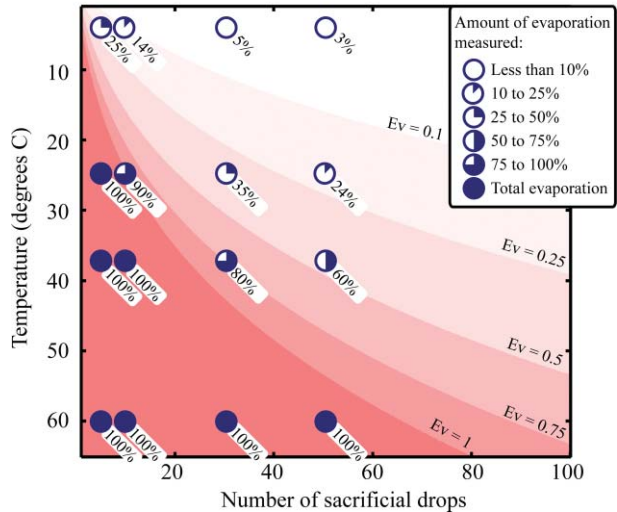 Amount of evaporation
measured:
Less than 10%
10 to 25%
25 to 50%
50 to 75%
75 to 100%
Total evaporation
25%
14%
5%
3%
Ev = 0.1
100%
90%
35%
24%
Ev = 0.25
100%
100%
80%
60%
Ev = 0.5
Ev = 0.75
Ev = 1
100%
100%
100%
100%
10
20
30
40
50
60
Temperature (degrees C)
20
40
60
80
100
Number of sacrificial drops